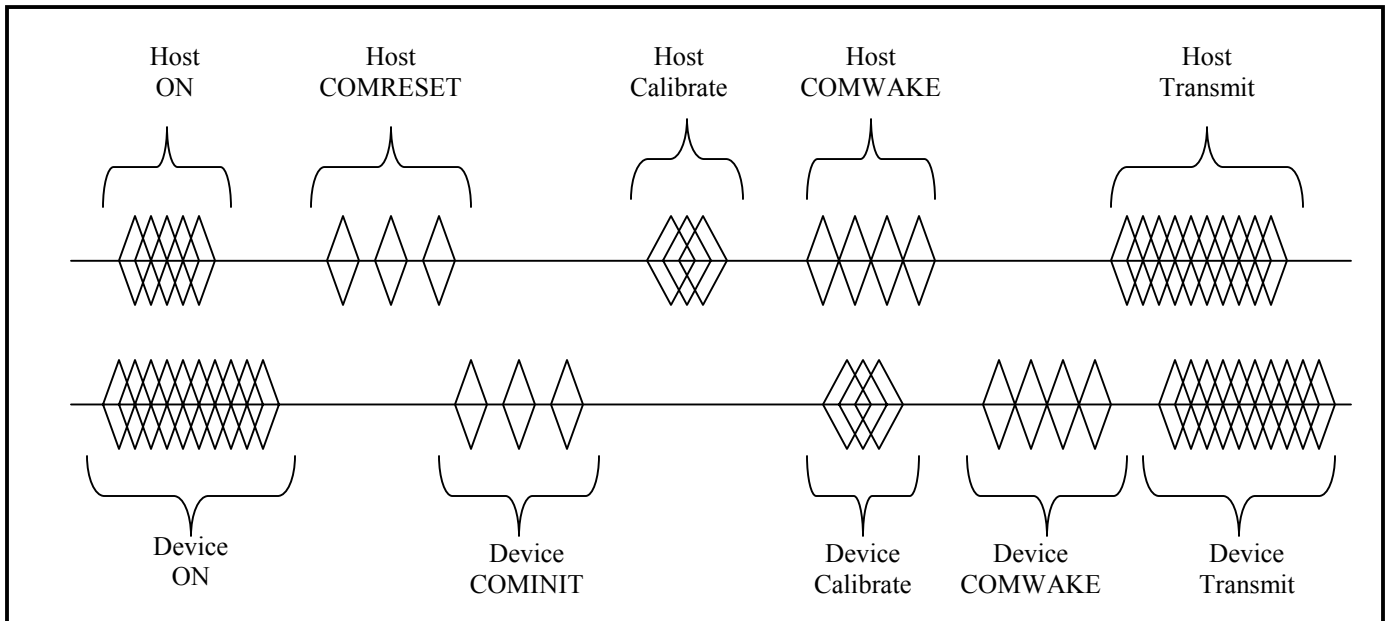 Host
ON
Host
COMRESET
Host
Calibrate
Host
COMWAKE
Host
Transmit
Device
ON
Device
COMINIT
Device
Calibrate
Device
COMWAKE
Device
Transmit